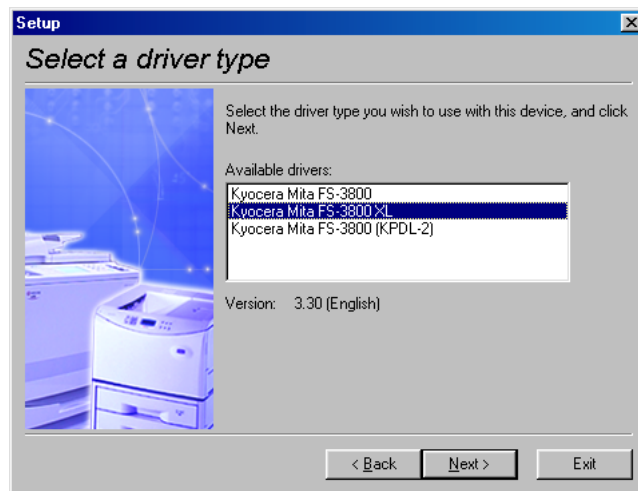 Setup
Select a driver type
Select the driver type you wish to use with this device, and click
Next.
Available drivers:
Kyocera Mita FS-3800
Kyocera Mita FS-3800 XL
Kyocera Mita FS-3800 (KPDL-2)
Version: 3.30 (English)
< Back Next > Exit